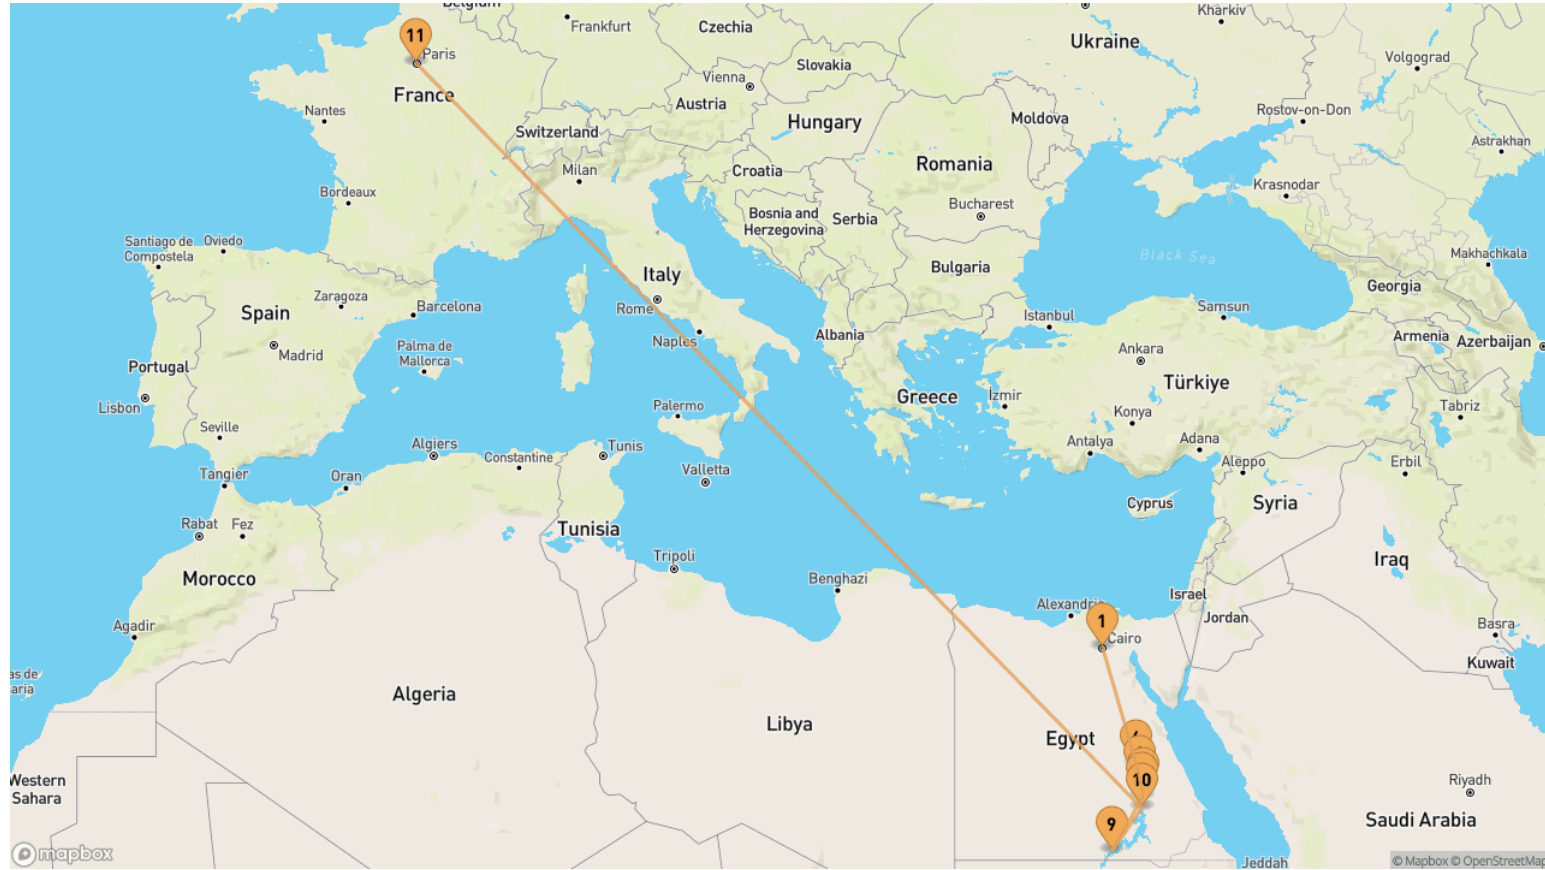 Belgium
Kharkiv
Frankfurt
Czechia
11
Paris
Ukraine
Volgograd
Slovakia
Vienna
France
Austria
Nantes
Hungary
Moldova
Rostov-on-Don
Switzerland
Astrakhan
Milan
Croatia
Romania
Krasnodar
Bordeaux
Bucharest
Bosnia and
Herzegovina
Serbia
Santiago de
Compostela
Oviedo
Black Sea
Makhachkala
Italy
Bulgaria
Georgia
Zaragoza
Barcelona
Rome
Spain
Istanbul
Samsun
Albania
Armenia
Azerbaijan
Naples
Palma de
Mallorca
Madrid
Ankara
Portugal
Türkiye
Greece
İzmir
Lisbon
Palermo
Konya
Tabriz
Seville
Algiers
Tunis
Antalya
Adana
Constantine
Aleppo
Erbil
Tangier
Oran
Valletta
Cyprus
Syria
Rabat
Fez
Tunisia
Tripoli
Iraq
Morocco
Benghazi
Israel
Alexandria
Jordan
Agadir
1
Cairo
Basra
Kuwait
as de
aria
Algeria
Libya
Egypt
Western
Sahara
10
Riyadh
9
Saudi Arabia
mapbox
Jeddah
© Mapbox © OpenStreetMap